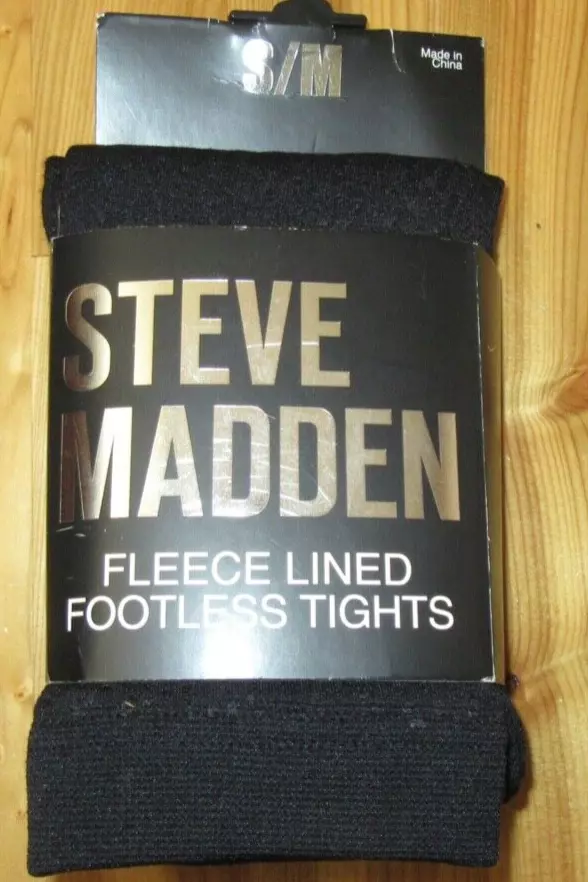 S/M
Made in
China
STEVE
MADDEN
FLEECE LINED
FOOTLESS TIGHTS